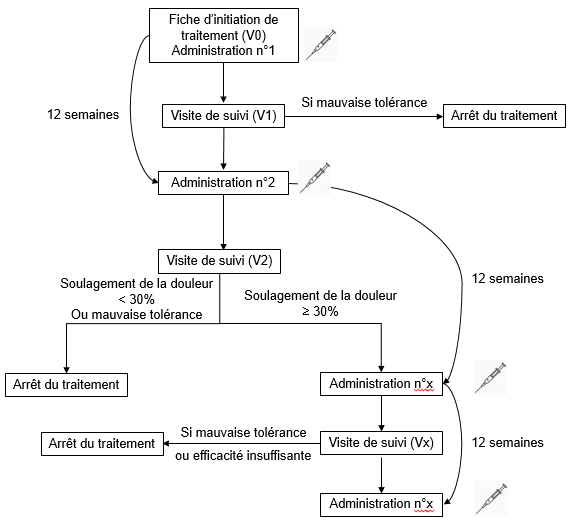 Fiche d'initiation de
traitement (V0)
Administration n°1
12 semaines
Visite de suivi (V1)
Si mauvaise tolérance
Arrêt du traitement
Administration n°2
Visite de suivi (V2)
12 semaines
Soulagement de la douleur
< 30%
Ou mauvaise tolérance
Soulagement de la douleur
≥ 30%
Arrêt du traitement
Administration n°x
Si mauvaise tolérance
ou efficacité insuffisante
Arrêt du traitement
Visite de suivi (Vx)
12 semaines
Administration n°x